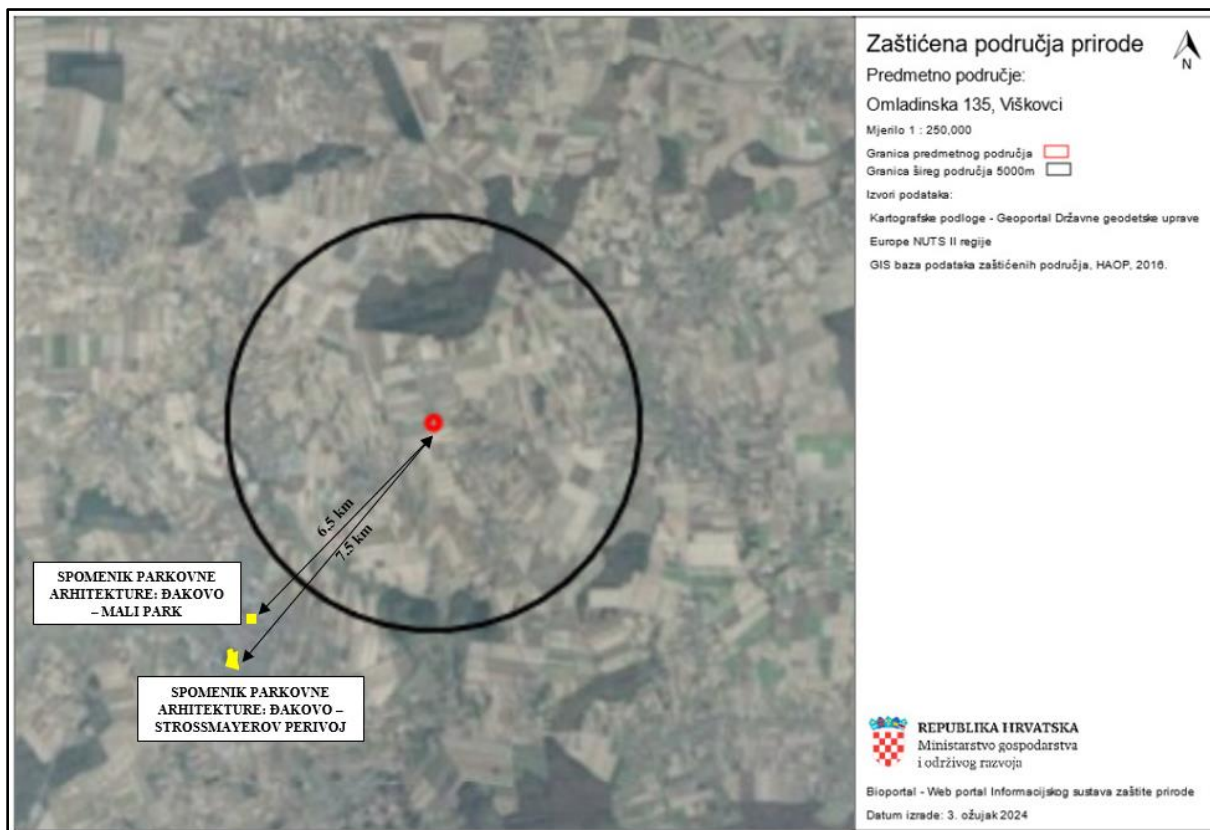 Zaštićena područja prirode
N
Predmetno područje:
Omladinska 135, Viškovci
Mjerilo 1 : 250,000
Granica predmetnog područja
Granica šireg područja 5000m
Izvori podataka:
Kartografske podloge - Geoportal Državne geodetske uprave
Europe NUTS II regije
GIS baza podataka zaštićenih područja, HAOP, 2016.
6,5 km
7,5 km
SPOMENIK PARKOVNE
ARHITEKTURE: ĐAKOVO
– MALI PARK
SPOMENIK PARKOVNE
ARHITEKTURE: ĐAKOVO –
STROSSMAYEROV PERIVOJ
REPUBLIKA HRVATSKA
Ministarstvo gospodarstva
i održivog razvoja
Bioportal - Web portal Informacijskog sustava zaštite prirode
Datum izrade: 3. ožujak 2024